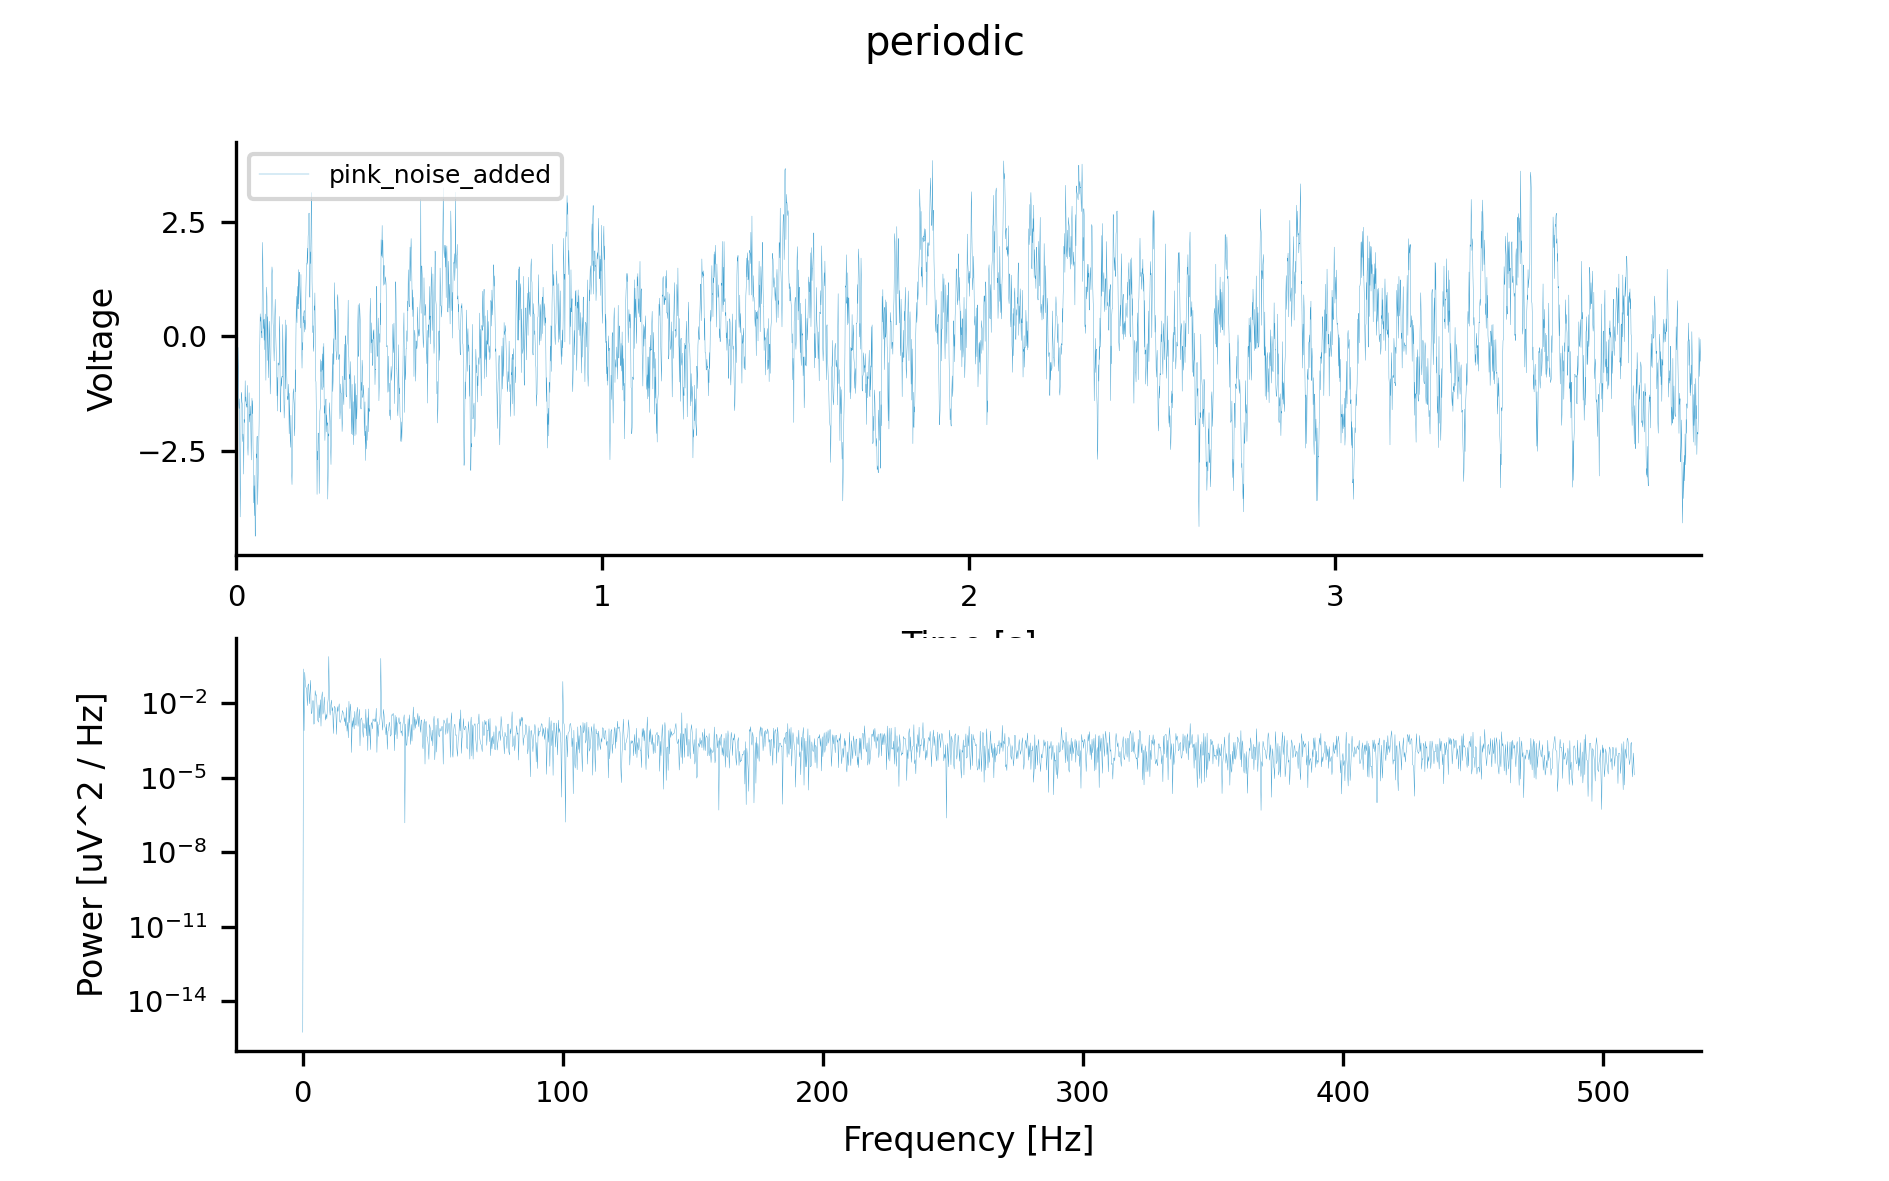 periodic
pink_noise_added
Voltage
2.5
0.0
−2.5
0 1 2 3
Time [s]
Power [uV^2 / Hz]
10⁻²
10⁻⁵
10⁻⁸
10⁻¹¹
10⁻¹⁴
0 100 200 300 400 500
Frequency [Hz]